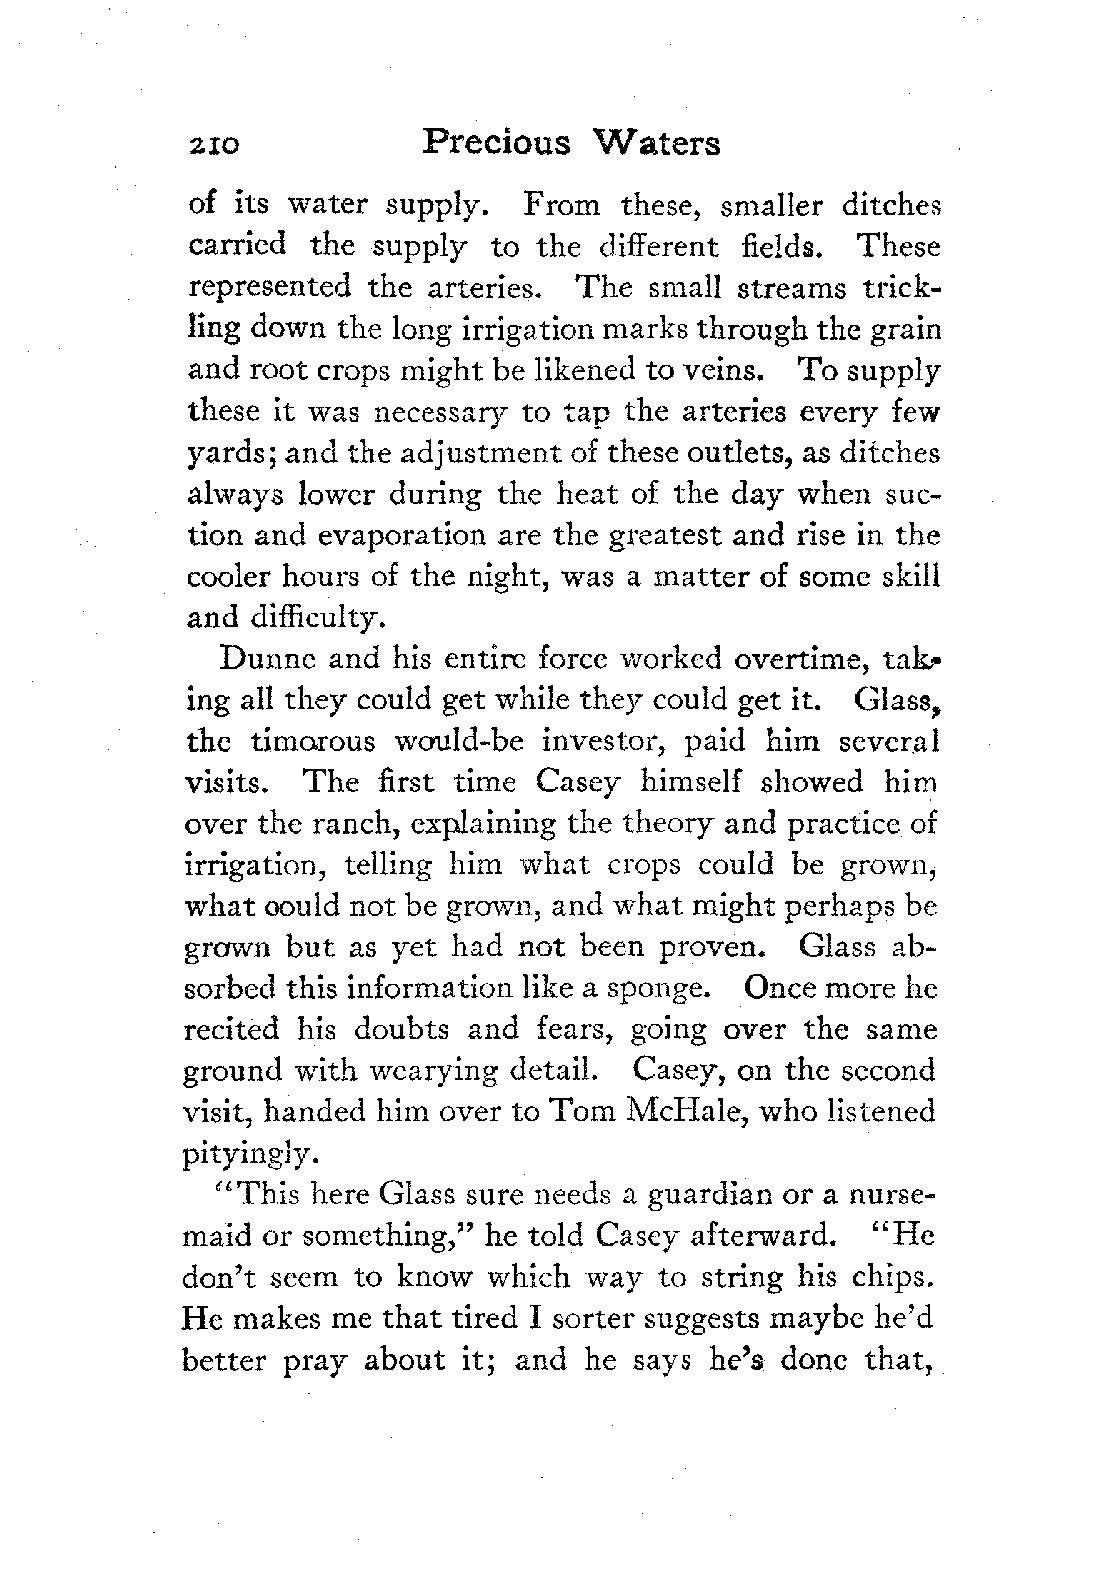 210 Precious Waters
of its water supply. From these, smaller ditches
carried the supply to the different fields. These
represented the arteries. The small streams trick-
ling down the long irrigation marks through the grain
and root crops might be likened to veins. To supply
these it was necessary to tap the arteries every few
yards; and the adjustment of these outlets, as ditches
always lower during the heat of the day when suc-
tion and evaporation are the greatest and rise in the
cooler hours of the night, was a matter of some skill
and difficulty.
Dunne and his entire force worked overtime, tak-
ing all they could get while they could get it. Glass,
the timorous would-be investor, paid him several
visits. The first time Casey himself showed him
over the ranch, explaining the theory and practice of
irrigation, telling him what crops could be grown,
what could not be grown, and what might perhaps be
grown but as yet had not been proven. Glass ab-
sorbed this information like a sponge. Once more he
recited his doubts and fears, going over the same
ground with wearying detail. Casey, on the second
visit, handed him over to Tom McHale, who listened
pityingly.
"This here Glass sure needs a guardian or a nurse-
maid or something," he told Casey afterward. "He
don't seem to know which way to string his chips.
He makes me that tired I sorter suggests maybe he'd
better pray about it; and he says he's done that,